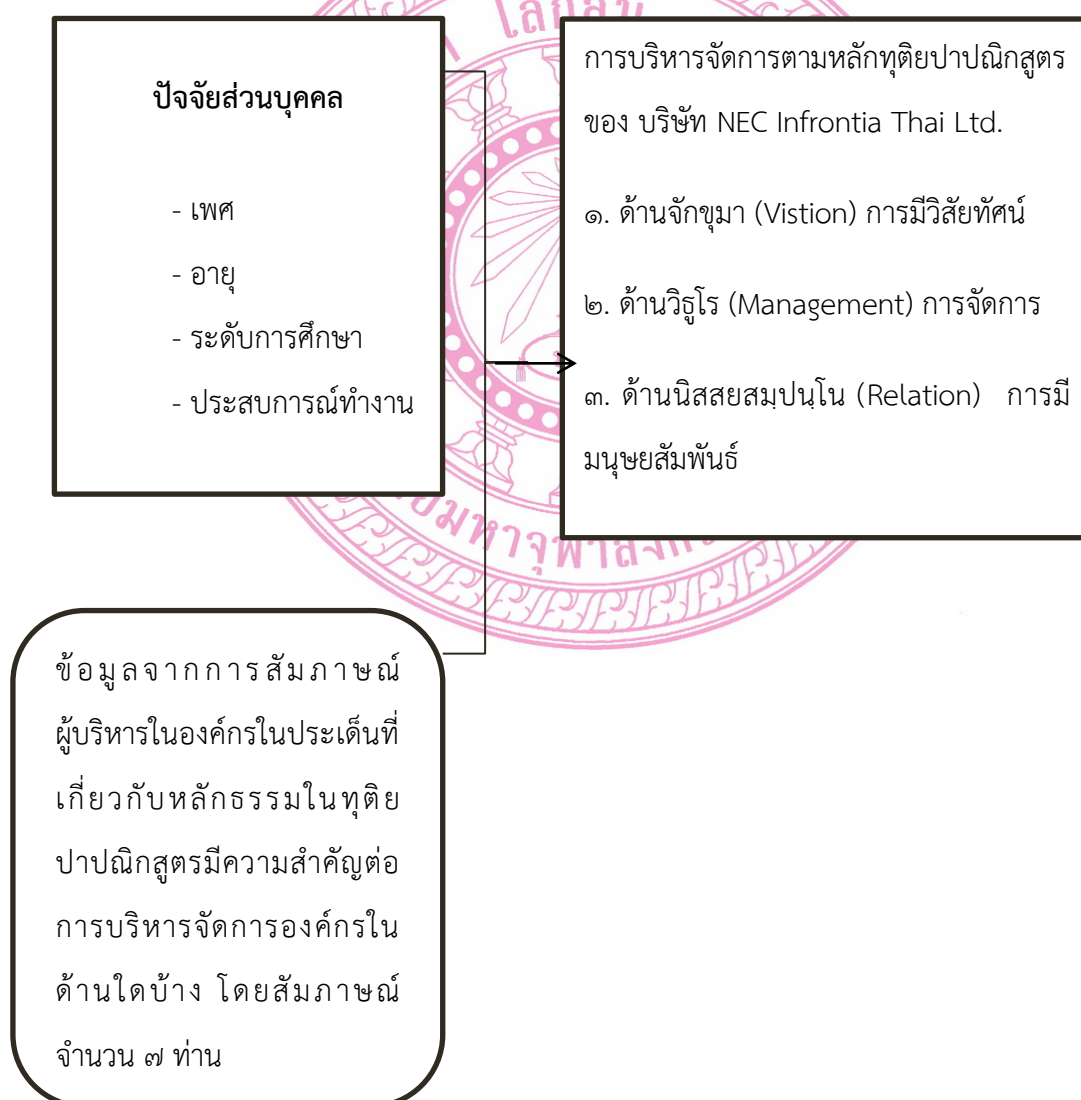 ปัจจัยส่วนบุคคล
- เพศ
- อายุ
- ระดับการศึกษา
- ประสบการณ์ทำงาน
การบริหารจัดการตามหลักทุติยปาปณิกสูตร
ของ บริษัท NEC Infrontia Thai Ltd.
๑. ด้านจักขุมา (Vistion) การมีวิสัยทัศน์
๒. ด้านวิธูโร (Management) การจัดการ
๓. ด้านนิสสยสมฺปนฺโน (Relation) การมี
มนุษยสัมพันธ์
ข้อมูลจากการสัมภาษณ์
ผู้บริหารในองค์กรในประเด็นที่
เกี่ยวกับหลักธรรมในทุติย
ปาปณิกสูตรมีความสำคัญต่อ
การบริหารจัดการองค์กรใน
ด้านใดบ้าง โดยสัมภาษณ์
จำนวน ๗ ท่าน